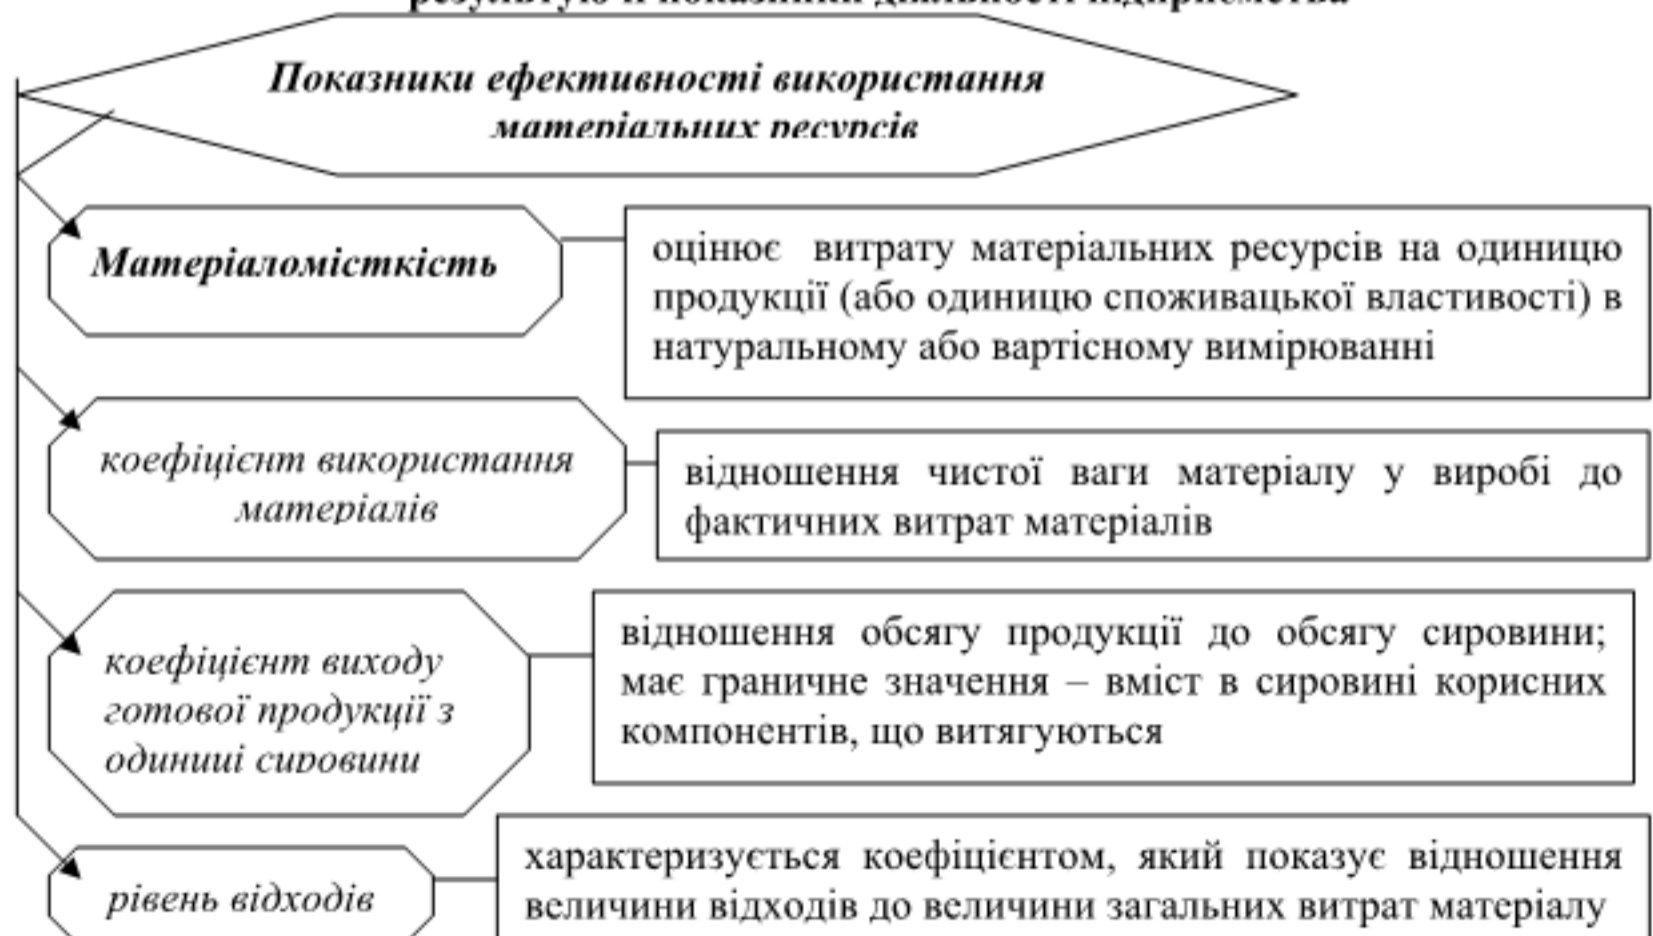 показники діяльності підприємства
Показники ефективності використання
матеріальних ресурсів
Матеріаломісткість
оцінює витрату матеріальних ресурсів на одиницю
продукції (або одиницю споживацької властивості) в
натуральному або вартісному вимірюванні
коефіцієнт використання
матеріалів
відношення чистої ваги матеріалу у виробі до
фактичних витрат матеріалів
коефіцієнт виходу
готової продукції з
одиниці сировини
відношення обсягу продукції до обсягу сировини;
має граничне значення – вміст в сировині корисних
компонентів, що витягуються
рівень відходів
характеризується коефіцієнтом, який показує відношення
величини відходів до величини загальних витрат матеріалу